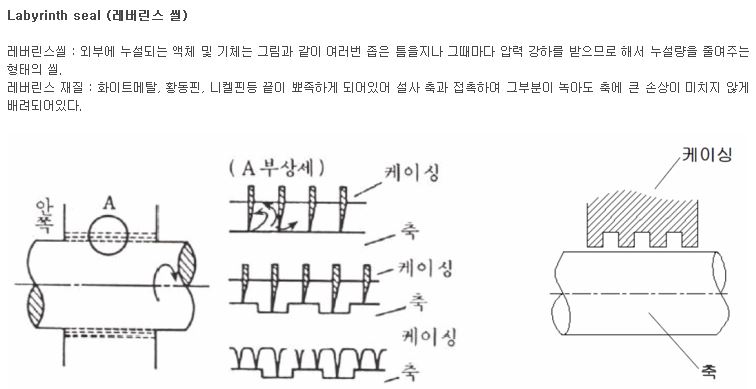 Labyrinth seal (레버린스 씰)
레버린스씰 : 외부에 누설되는 액체 및 기체는 그림과 같이 여러번 좁은 틈을지나 그때마다 압력 강하를 받으므로 해서 누설량을 줄여주는
형태의 씰.
레버린스 재질 : 화이트메탈, 황동핀, 니켈핀등 끝이 뾰족하게 되어있어 설사 축과 접촉하여 그부분이 녹아도 축에 큰 손상이 미치지 않게
배려되어있다.
안쪽
A
(A 부상세)
케이싱
축
케이싱
축
케이싱
축
케이싱
축